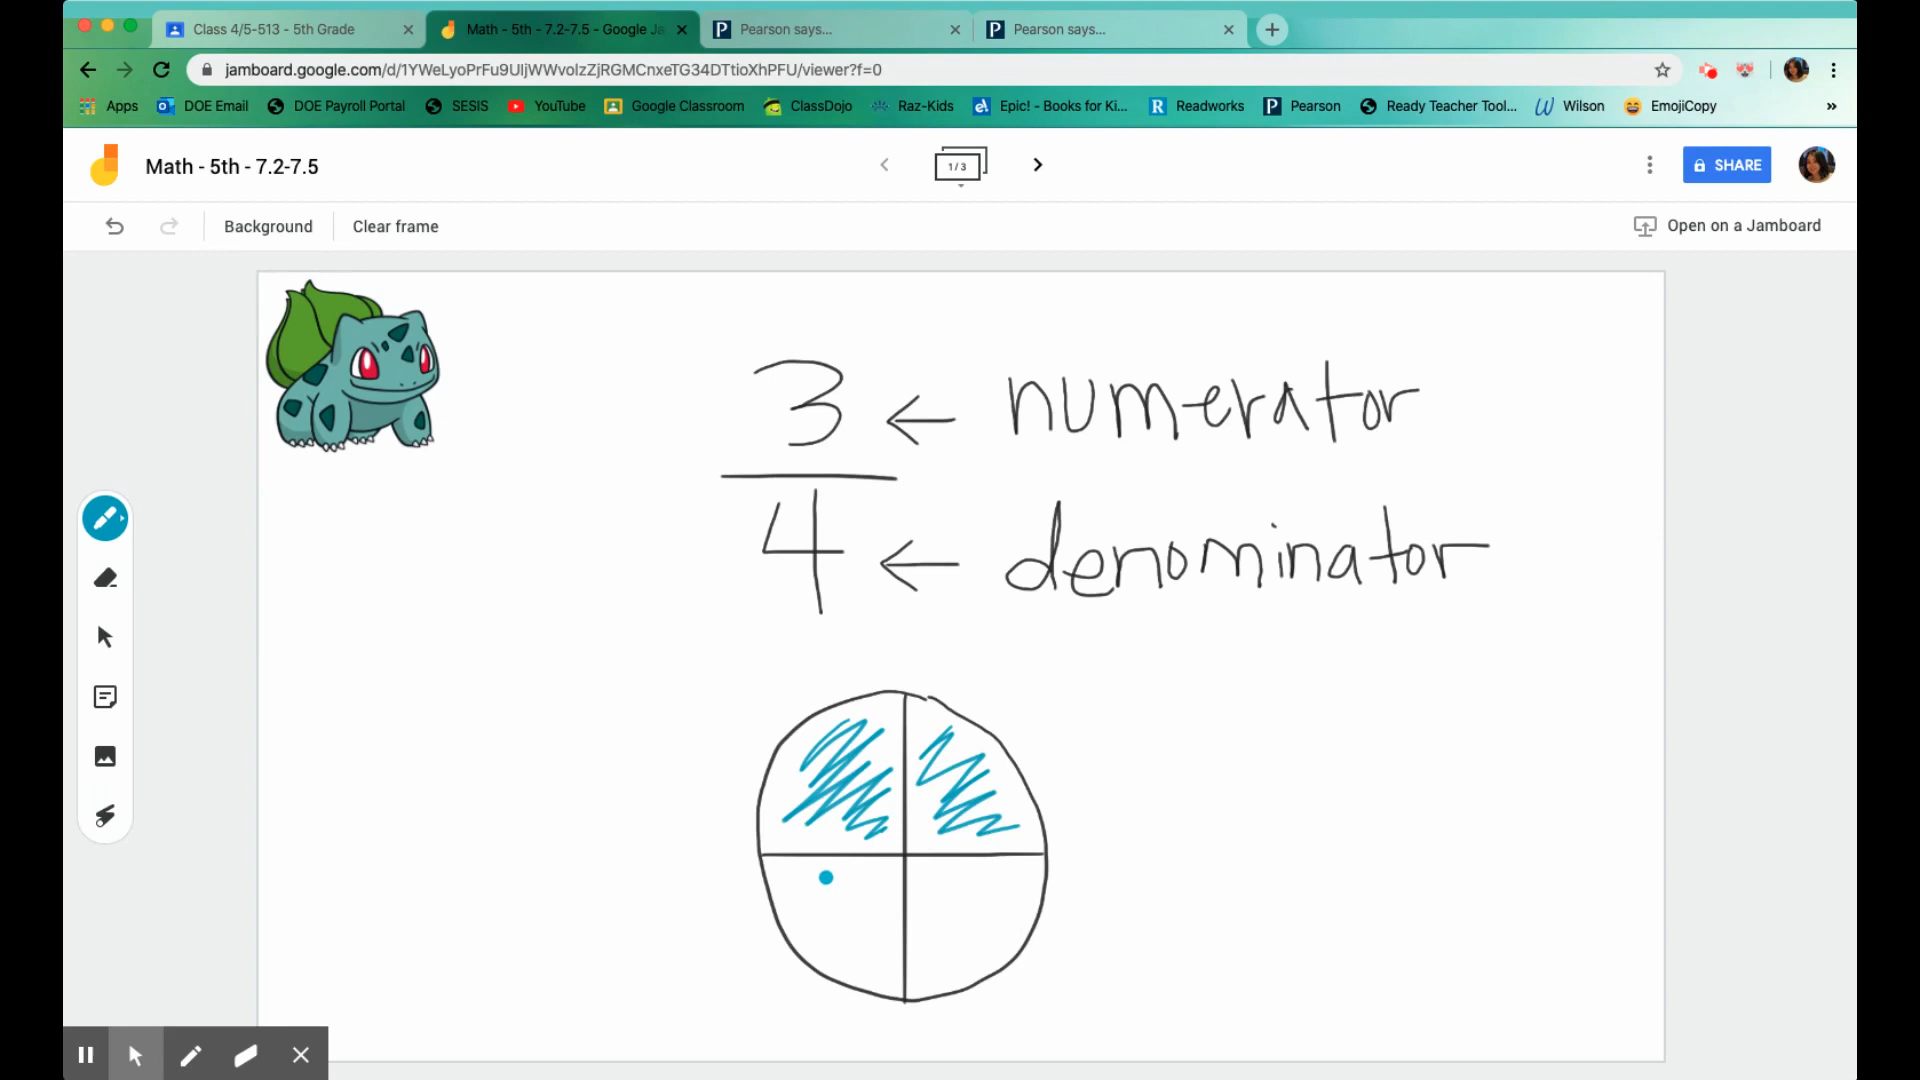 Class 4/5-513 - 5th Grade
Math - 5th - 7.2-7.5 - Google Ja
Pearson says...
Pearson says...
jamboard.google.com/d/1YWeLyoPrFu9UIjWWvolzZjRGMCnxeTG34DTtioXhPFU/viewer?f=0
Apps DOE Email DOE Payroll Portal SESIS YouTube Google Classroom ClassDojo Raz-Kids Epic! - Books for Ki... Readworks Pearson Ready Teacher Tool... Wilson EmojiCopy »
Math - 5th - 7.2-7.5
1/3
SHARE
Background Clear frame
Open on a Jamboard
3 ← numerator
4 ← denominator